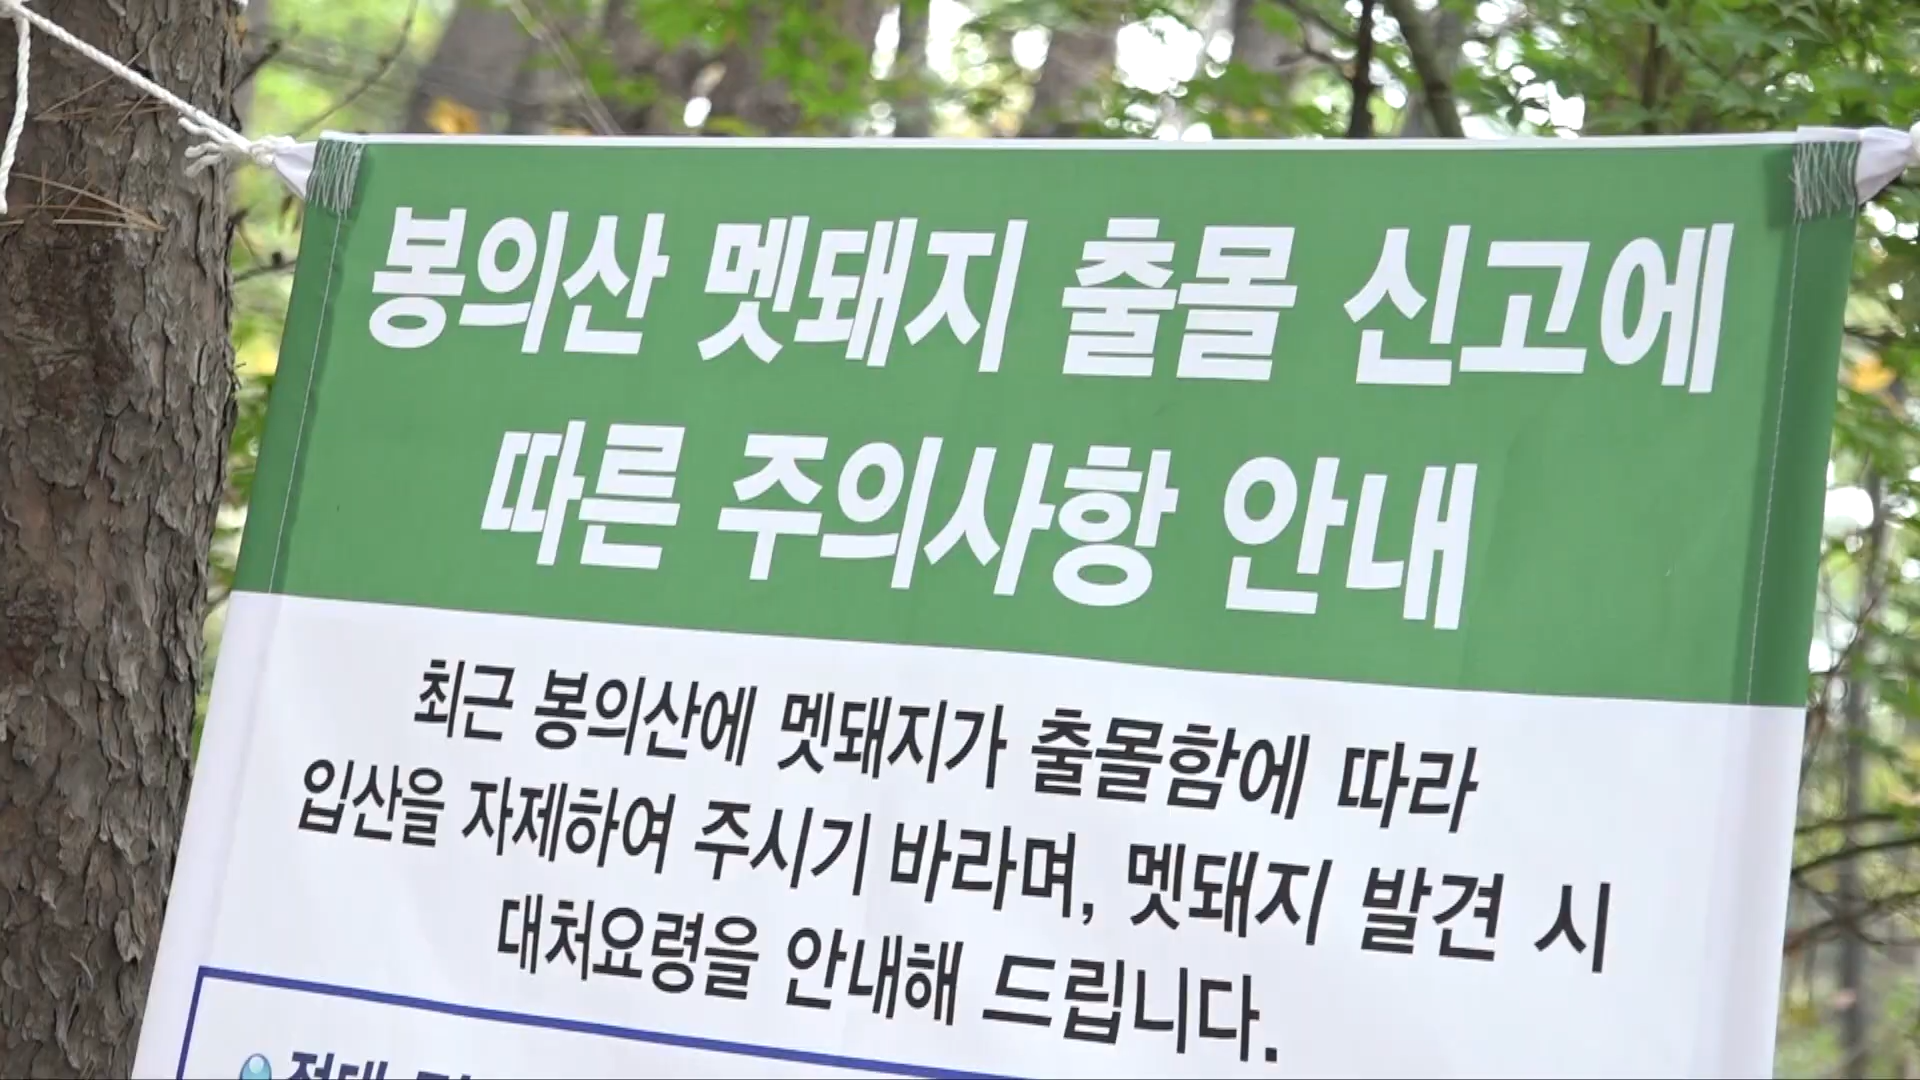 봉의산 멧돼지 출몰 신고에
따른 주의사항 안내
최근 봉의산에 멧돼지가 출몰함에 따라
입산을 자제하여 주시기 바라며, 멧돼지 발견 시
대처요령을 안내해 드립니다.